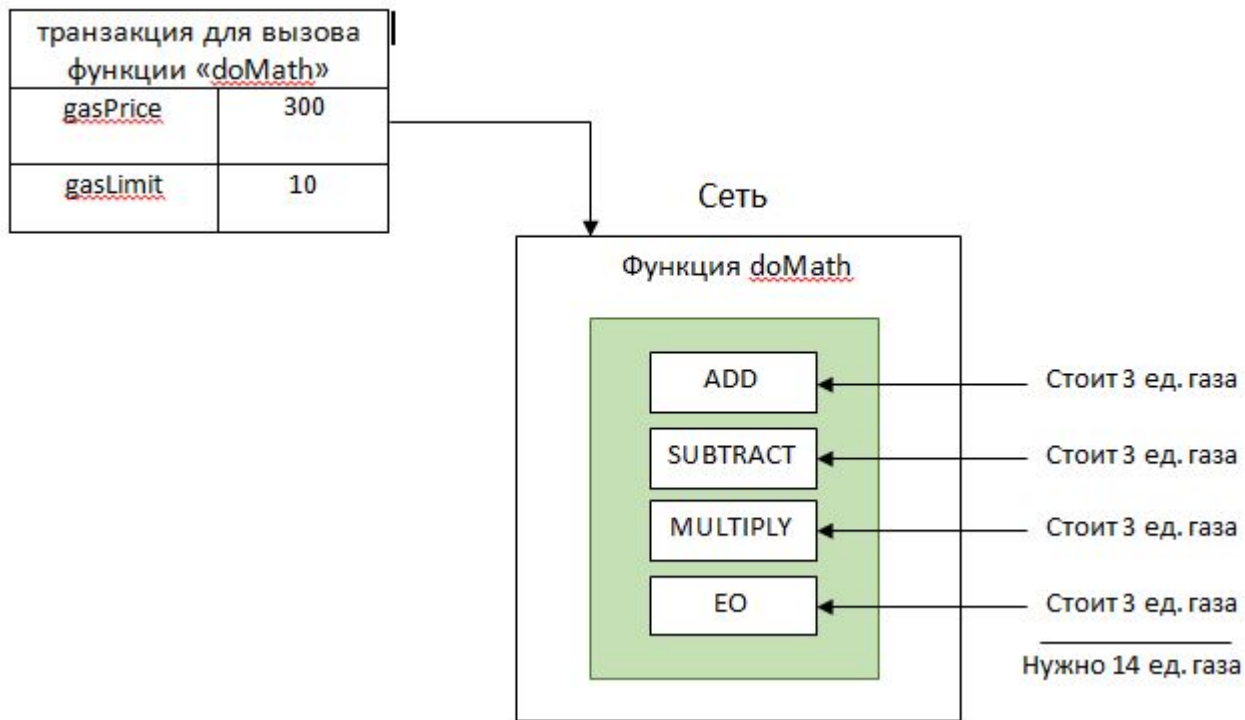 транзакция для вызова
функции «doMath»
gasPrice 300
gasLimit 10
Сеть
Функция doMath
ADD
Стоит 3 ед. газа
SUBTRACT
Стоит 3 ед. газа
MULTIPLY
Стоит 3 ед. газа
EO
Стоит 3 ед. газа
Нужно 14 ед. газа